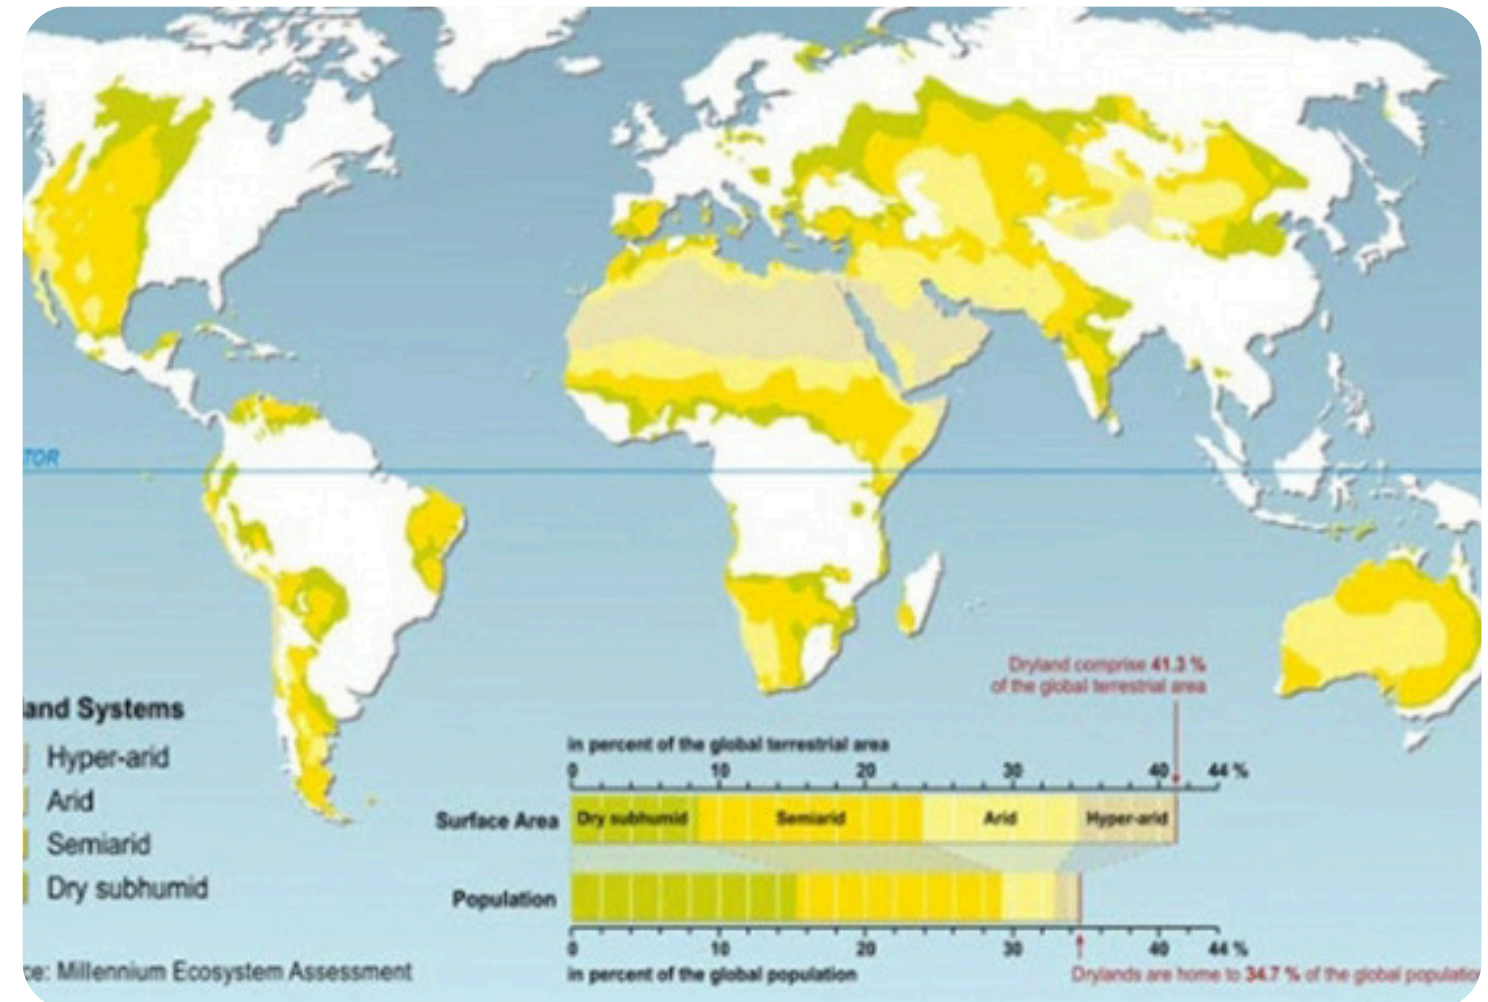 TOR
Dryland comprise 41.3 %
of the global terrestrial area
and Systems
Hyper-arid
Arid
Semiarid
Dry subhumid
in percent of the global terrestrial area
0 10 20 30 40 44 %
Surface Area Dry subhumid Semiarid Arid Hyper-arid
Population
0 10 20 30 40 44 %
in percent of the global population
Drylands are home to 34.7 % of the global populatio
ce: Millennium Ecosystem Assessment